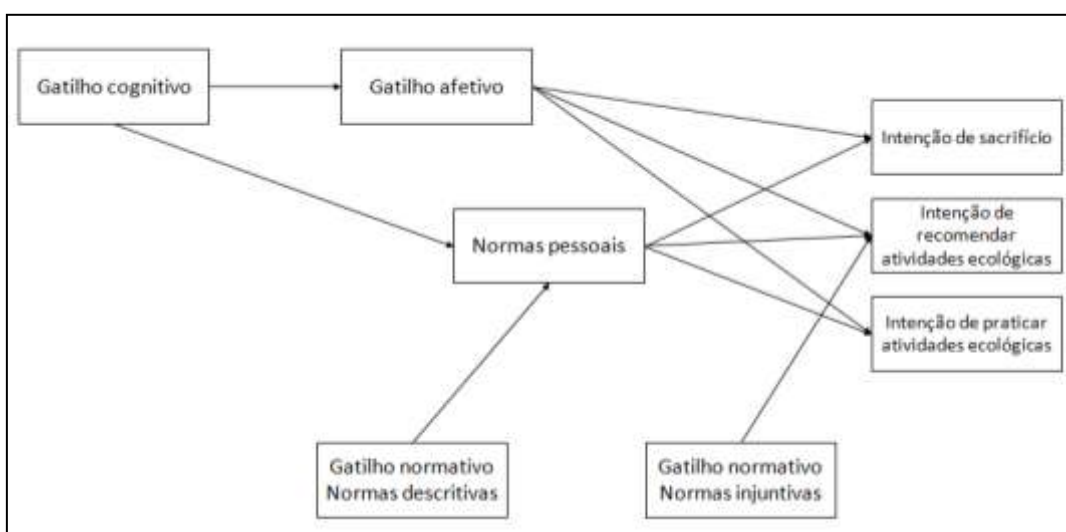 Gatilho cognitivo
Gatilho afetivo
Intenção de sacrifício
Normas pessoais
Intenção de
recomendar
atividades ecológicas
Intenção de praticar
atividades ecológicas
Gatilho normativo
Normas descritivas
Gatilho normativo
Normas injuntivas